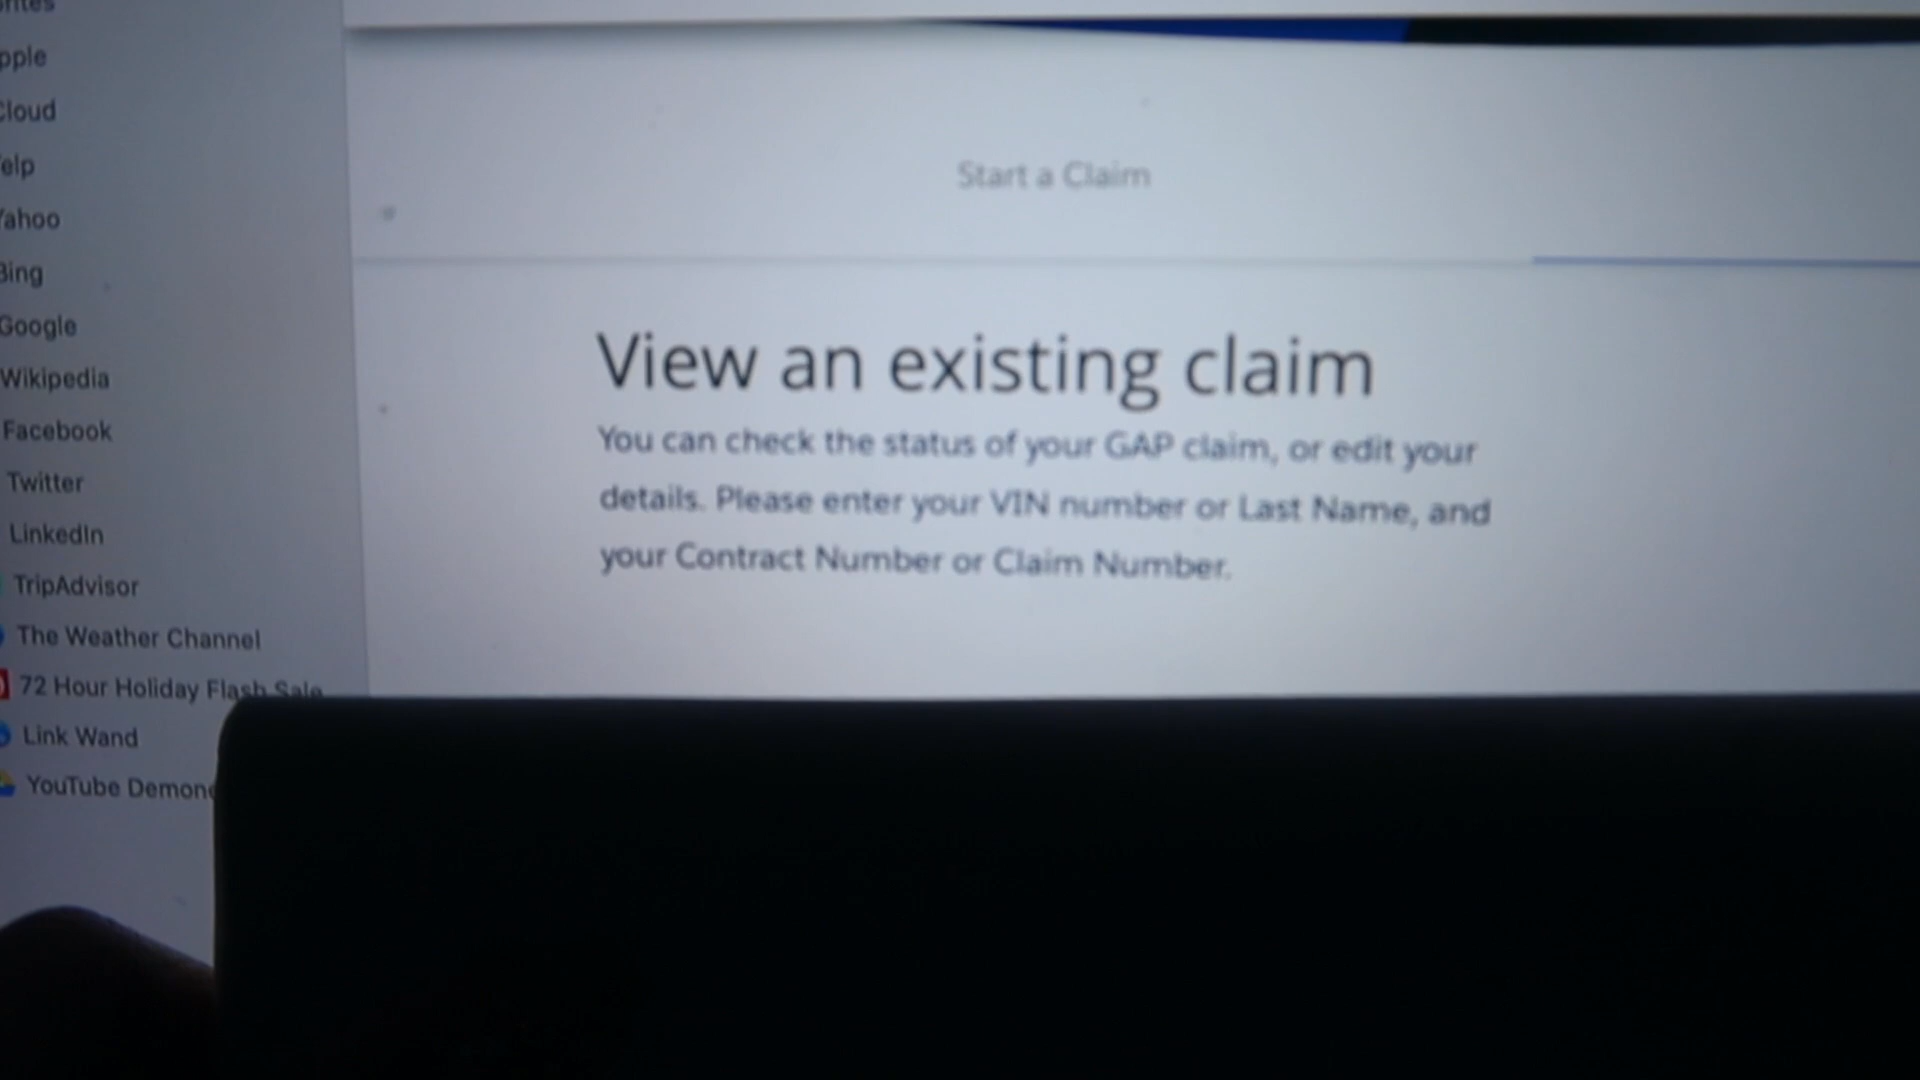 pple
Cloud
elp
Yahoo
Bing
Google
Wikipedia
Facebook
Twitter
LinkedIn
TripAdvisor
The Weather Channel
72 Hour Holiday Flash Sale
Link Wand
YouTube Demon
Start a Claim
View an existing claim
You can check the status of your GAP claim, or edit your
details. Please enter your VIN number or Last Name, and
your Contract Number or Claim Number.